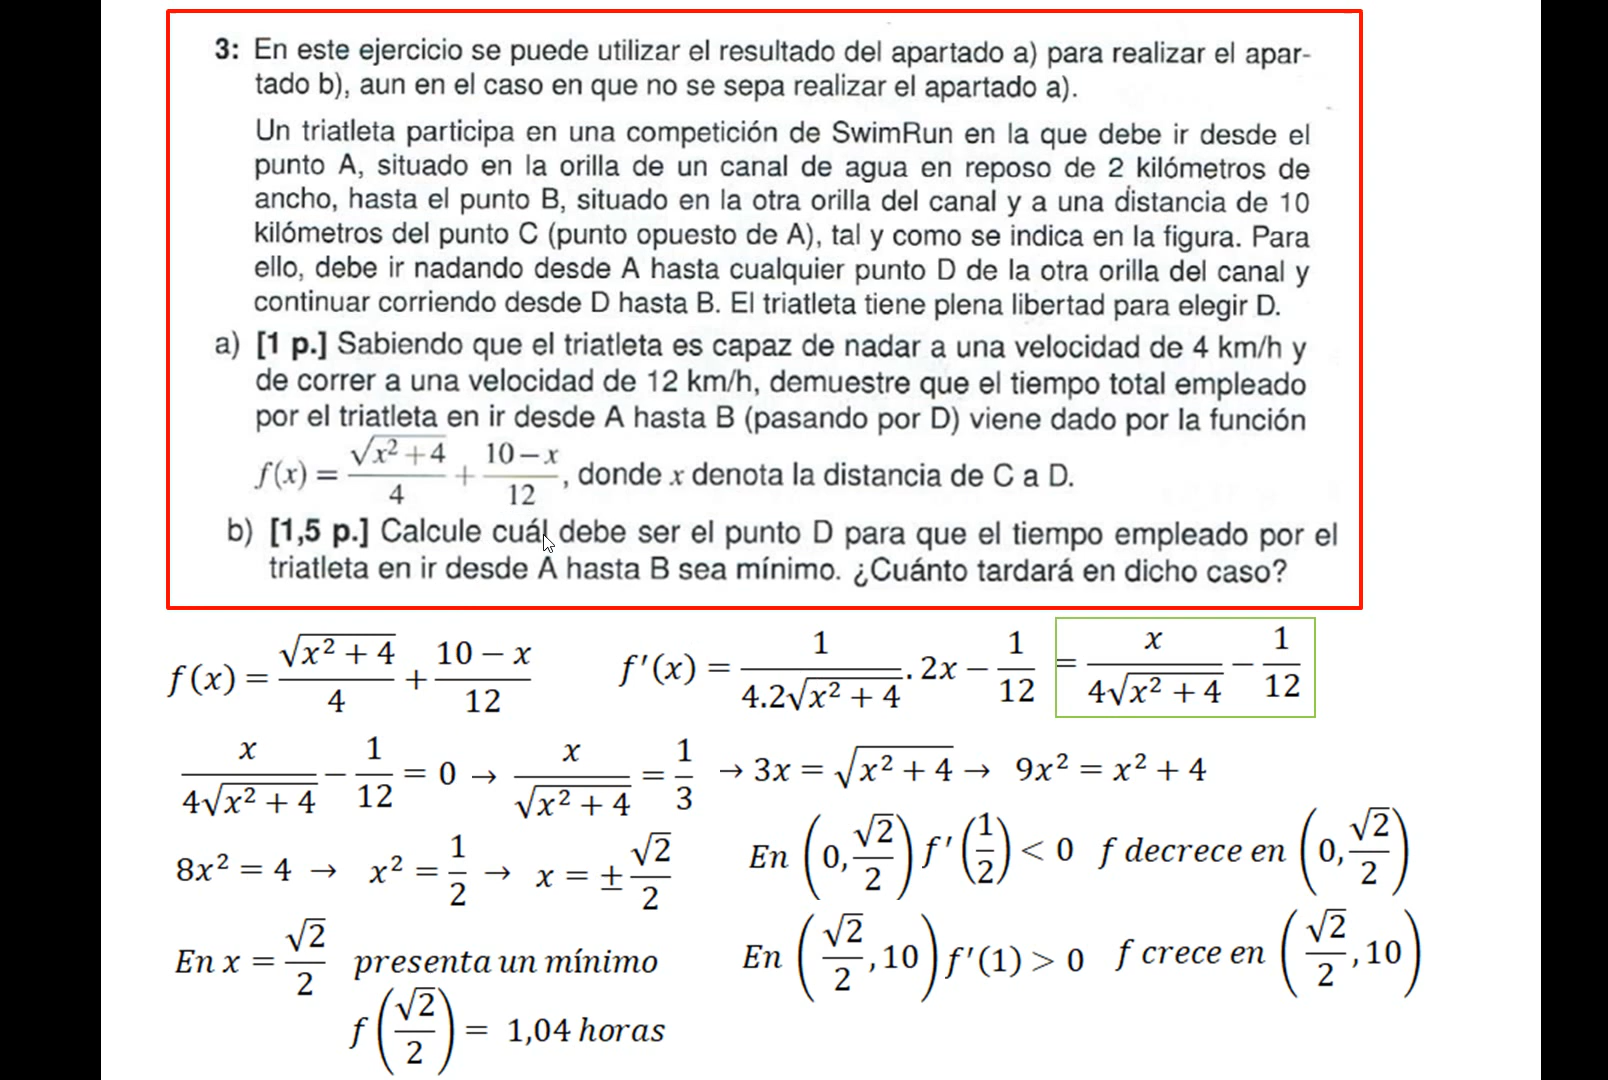 3: En este ejercicio se puede utilizar el resultado del apartado a) para realizar el apar-
tado b), aun en el caso en que no se sepa realizar el apartado a).
Un triatleta participa en una competición de SwimRun en la que debe ir desde el
punto A, situado en la orilla de un canal de agua en reposo de 2 kilómetros de
ancho, hasta el punto B, situado en la otra orilla del canal y a una distancia de 10
kilómetros del punto C (punto opuesto de A), tal y como se indica en la figura. Para
ello, debe ir nadando desde A hasta cualquier punto D de la otra orilla del canal y
continuar corriendo desde D hasta B. El triatleta tiene plena libertad para elegir D.
a) [1 p.] Sabiendo que el triatleta es capaz de nadar a una velocidad de 4 km/h y
de correr a una velocidad de 12 km/h, demuestre que el tiempo total empleado
por el triatleta en ir desde A hasta B (pasando por D) viene dado por la función
f(x) = √(x²+4)/4 + (10−x)/12, donde x denota la distancia de C a D.
b) [1,5 p.] Calcule cuál debe ser el punto D para que el tiempo empleado por el
triatleta en ir desde A hasta B sea mínimo. ¿Cuánto tardará en dicho caso?
f(x) = √(x² + 4)/4 + (10 − x)/12 f′(x) = 1/(4.2√(x² + 4)) . 2x − 1/12 = x/(4√(x² + 4)) − 1/12
x/(4√(x² + 4)) − 1/12 = 0 → x/√(x² + 4) = 1/3 → 3x = √(x² + 4) → 9x² = x² + 4
8x² = 4 → x² = 1/2 → x = ± √2/2 En (0, √2/2) f′(1/2) < 0 f decrece en (0, √2/2)
En x = √2/2 presenta un mínimo En (√2/2, 10) f′(1) > 0 f crece en (√2/2, 10)
f(√2/2) = 1,04 horas